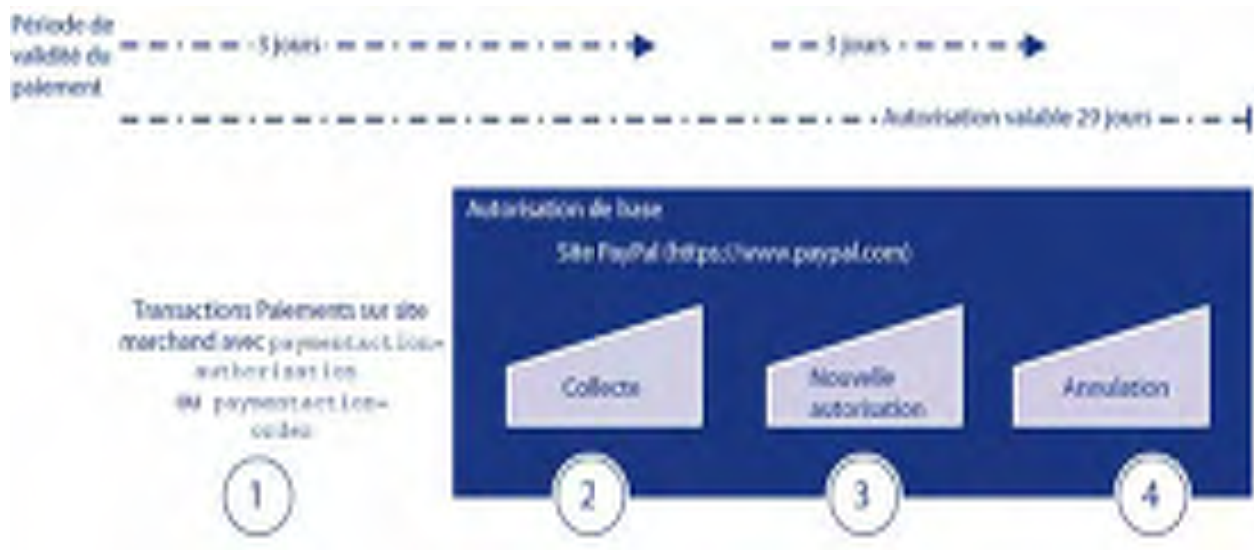 Période de
validité du
paiement
3 jours
3 jours
Autorisation valable 29 jours
Autorisation de base
Site PayPal (https://www.paypal.com)
Transactions Paiements sur site
marchand avec paymentaction=
authorization
ou paymentaction=
order
Collecte
Nouvelle
autorisation
Annulation
1
2
3
4